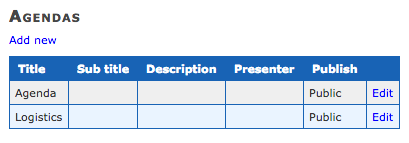 Agendas
Add new
Title Sub title Description Presenter Publish
Agenda Public Edit
Logistics Public Edit